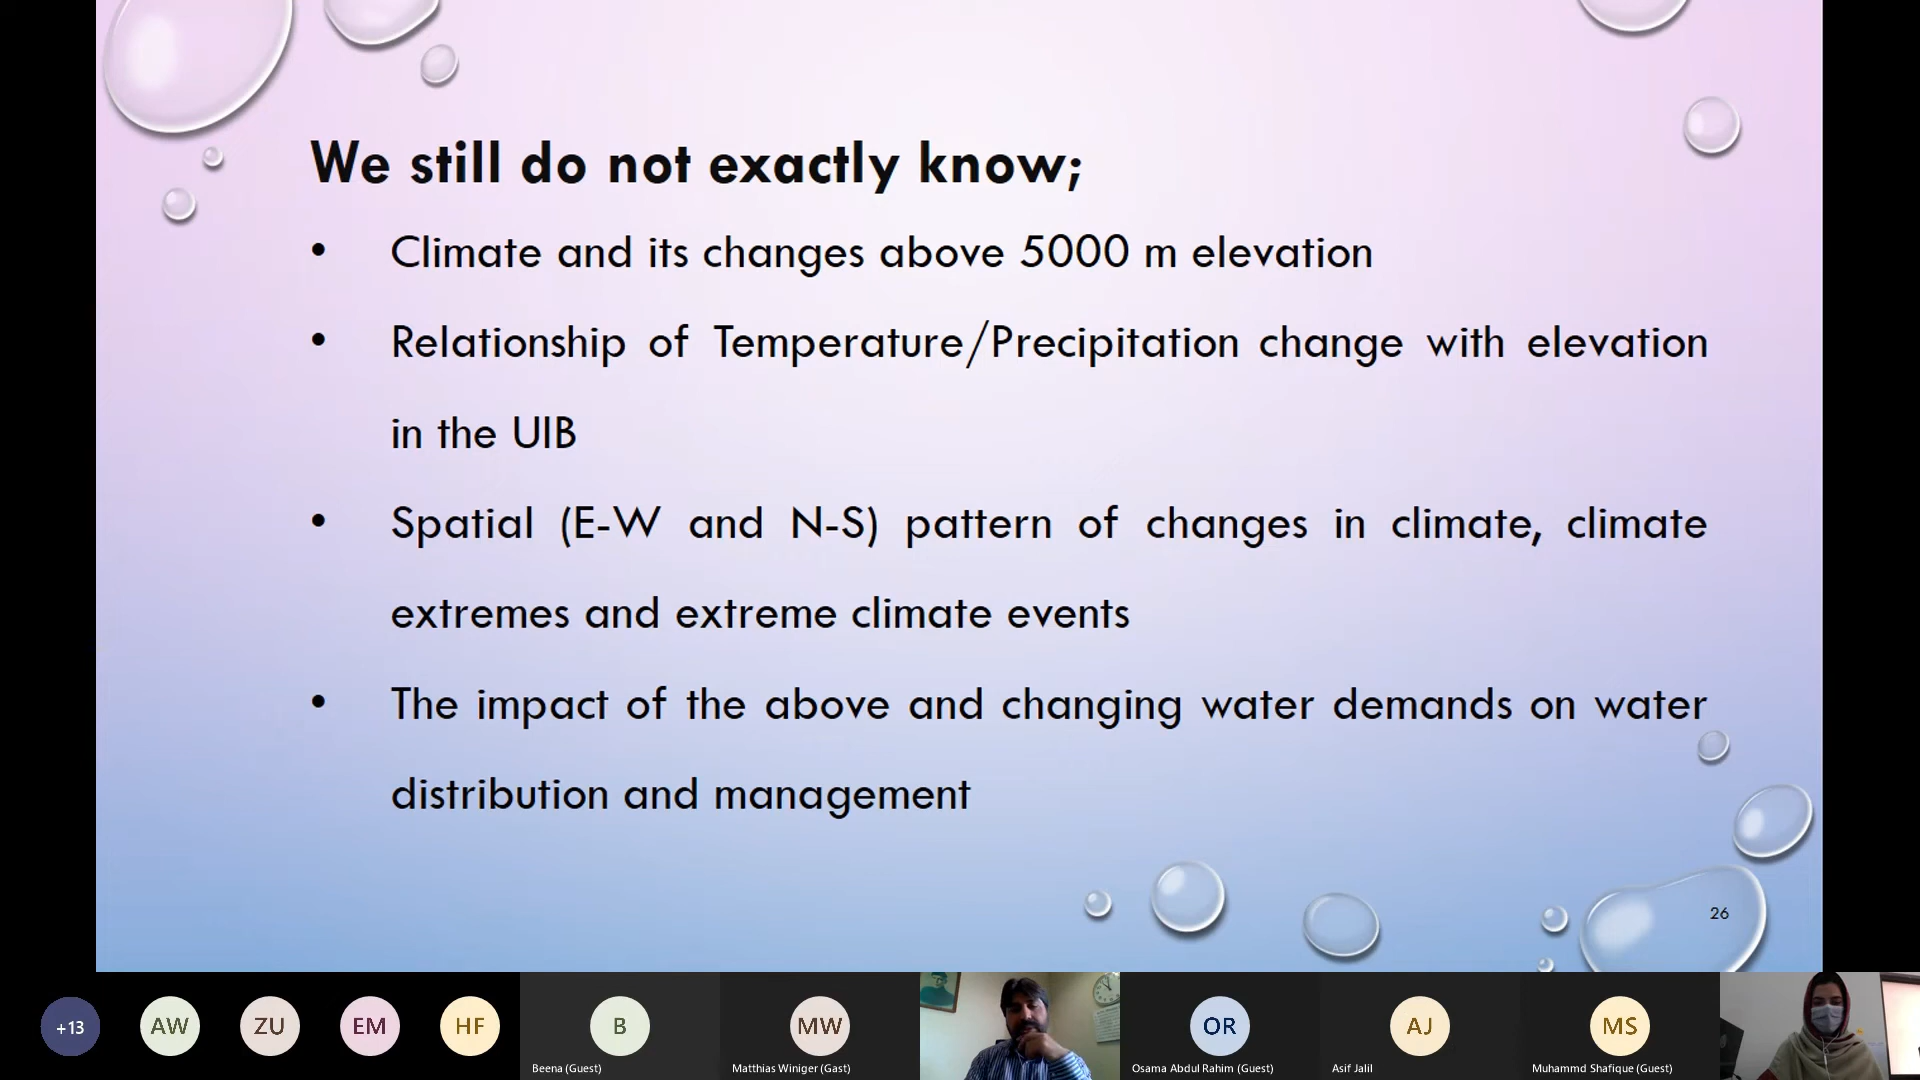 We still do not exactly know;
• Climate and its changes above 5000 m elevation
• Relationship of Temperature/Precipitation change with elevation
in the UIB
• Spatial (E-W and N-S) pattern of changes in climate, climate
extremes and extreme climate events
• The impact of the above and changing water demands on water
distribution and management
26
+13
AW
ZU
EM
HF
B
Beena (Guest)
MW
Matthias Winiger (Gast)
OR
Osama Abdul Rahim (Guest)
AJ
Asif Jalil
MS
Muhammd Shafique (Guest)